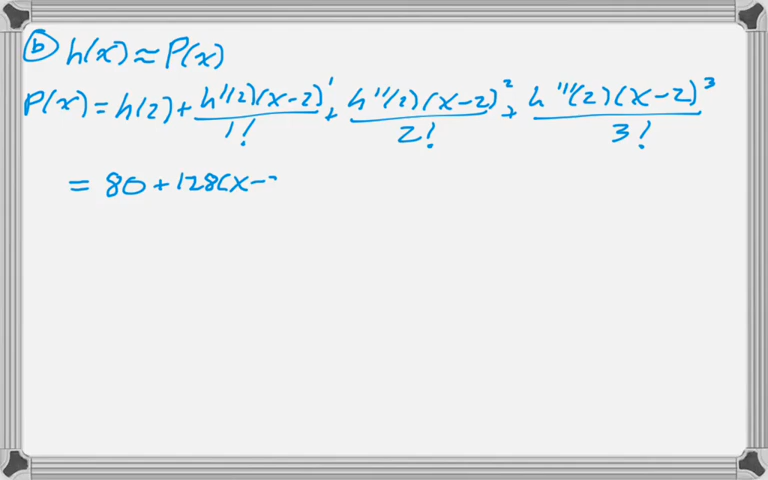 ⓑ h(x) ≈ P(x)
P(x) = h(2) + h'(2)(x-2)¹/1! + h''(2)(x-2)²/2! + h'''(2)(x-2)³/3!
= 80 + 128(x-